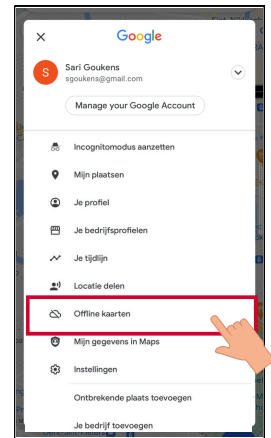 Google
S
Sari Goukens
sgoukens@gmail.com
Manage your Google Account
Incognitomodus aanzetten
Mijn plaatsen
Je profiel
Je bedrijfsprofielen
Je tijdlijn
Locatie delen
Offline kaarten
Mijn gegevens in Maps
Instellingen
Ontbrekende plaats toevoegen
Je bedrijf toevoegen